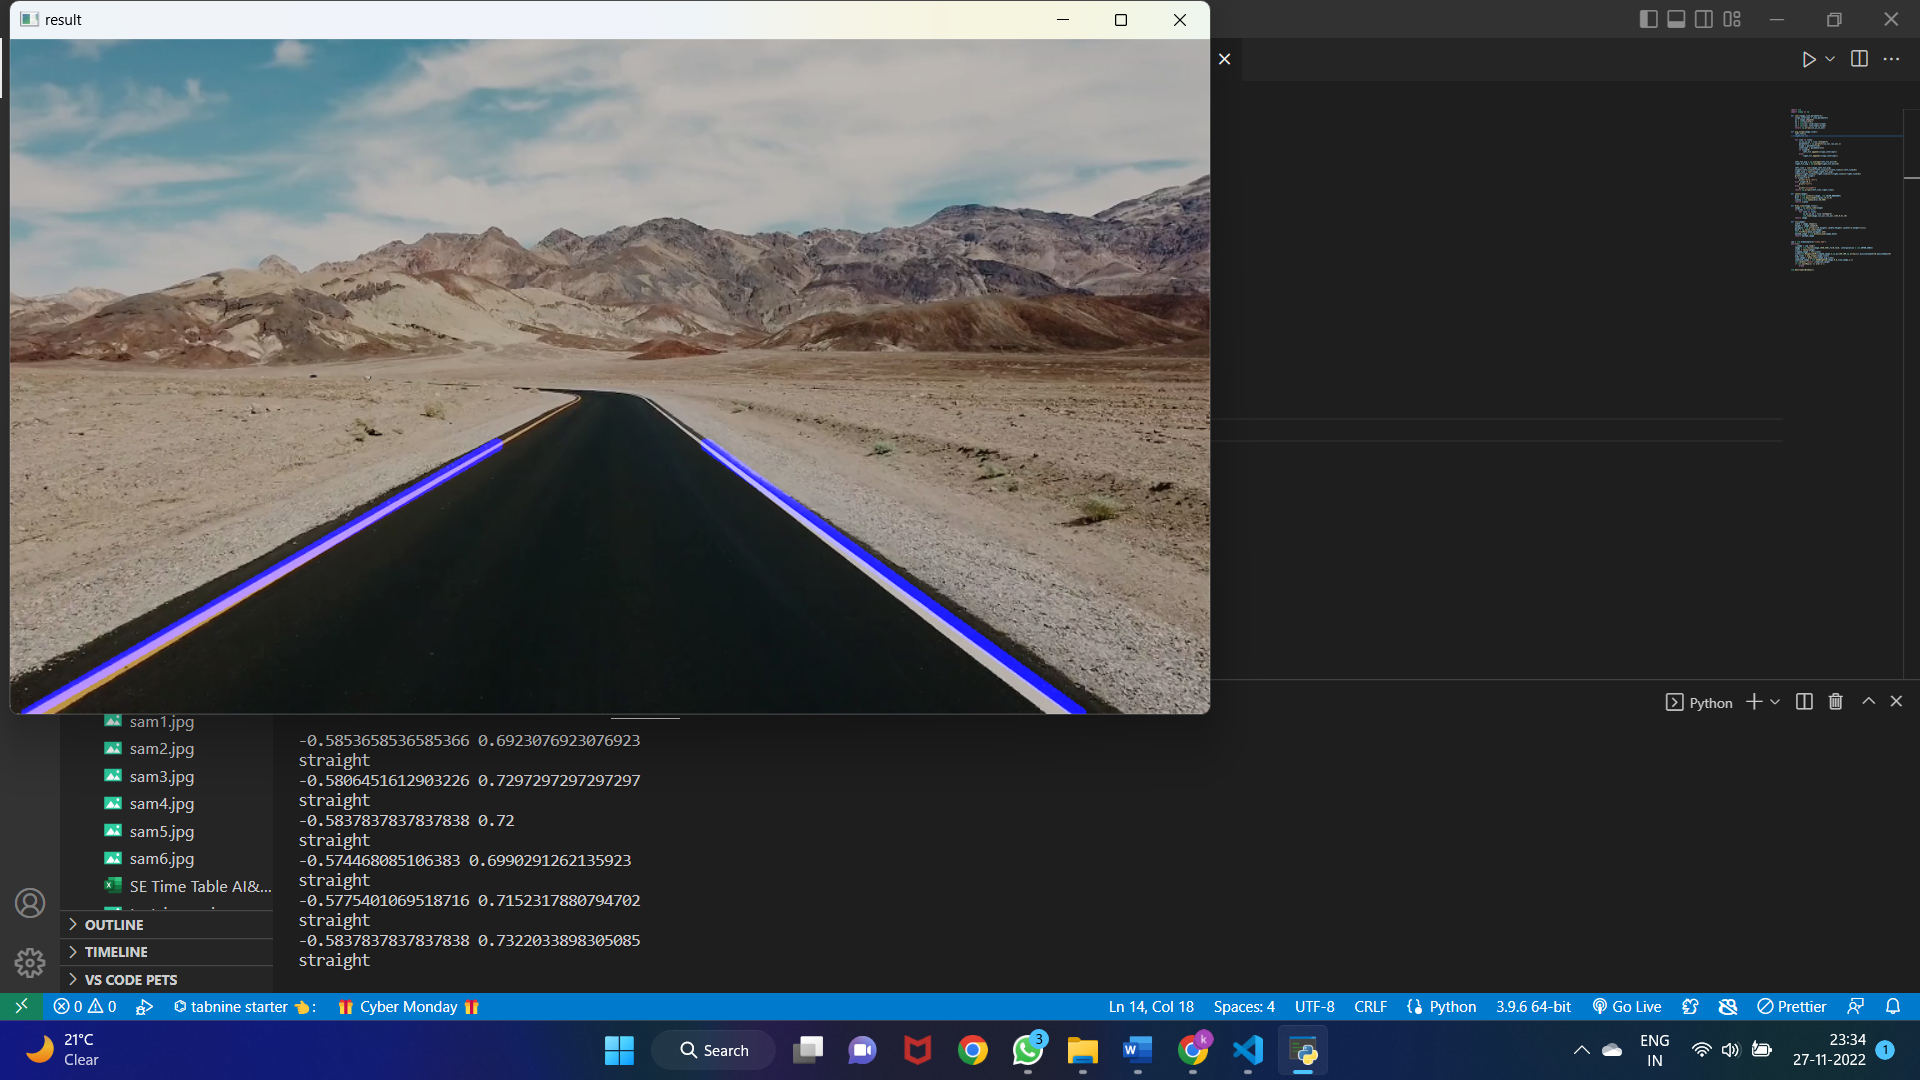 result
sam1.jpg
sam2.jpg
sam3.jpg
sam4.jpg
sam5.jpg
sam6.jpg
SE Time Table AI&...
OUTLINE
TIMELINE
VS CODE PETS
Python
-0.5853658536585366 0.6923076923076923
straight
-0.5806451612903226 0.7297297297297297
straight
-0.5837837837837838 0.72
straight
-0.574468085106383 0.6990291262135923
straight
-0.5775401069518716 0.7152317880794702
straight
-0.5837837837837838 0.7322033898305085
straight
0 0 tabnine starter 👈: Cyber Monday Ln 14, Col 18 Spaces: 4 UTF-8 CRLF Python 3.9.6 64-bit Go Live Prettier
21°C
Clear
Search
3
k
ENG
IN
23:34
27-11-2022
1